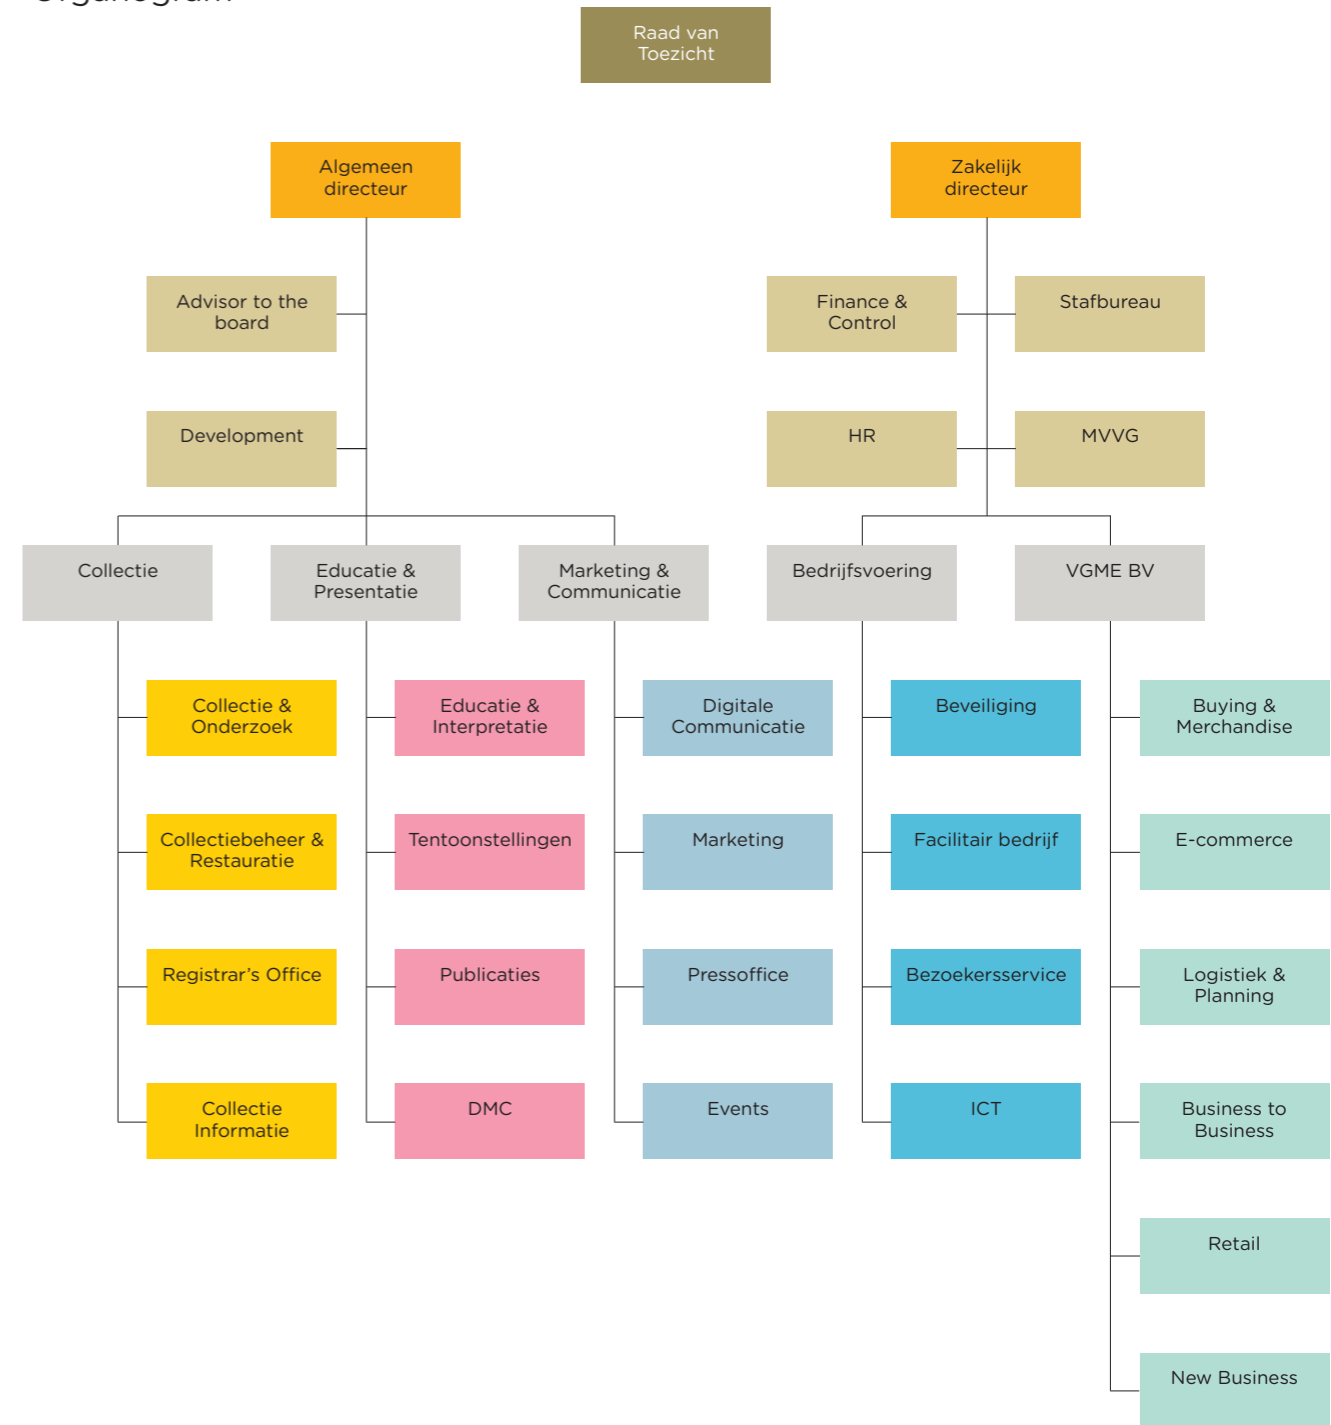 Organogram
Raad van
Toezicht
Algemeen
directeur
Zakelijk
directeur
Advisor to the
board
Finance &
Control
Stafbureau
Development
HR
MVVG
Collectie
Educatie &
Presentatie
Marketing &
Communicatie
Bedrijfsvoering
VGME BV
Collectie &
Onderzoek
Educatie &
Interpretatie
Digitale
Communicatie
Beveiliging
Buying &
Merchandise
Collectiebeheer &
Restauratie
Tentoonstellingen
Marketing
Facilitair bedrijf
E-commerce
Registrar's Office
Publicaties
Pressoffice
Bezoekersservice
Logistiek &
Planning
Collectie
Informatie
DMC
Events
ICT
Business to
Business
Retail
New Business